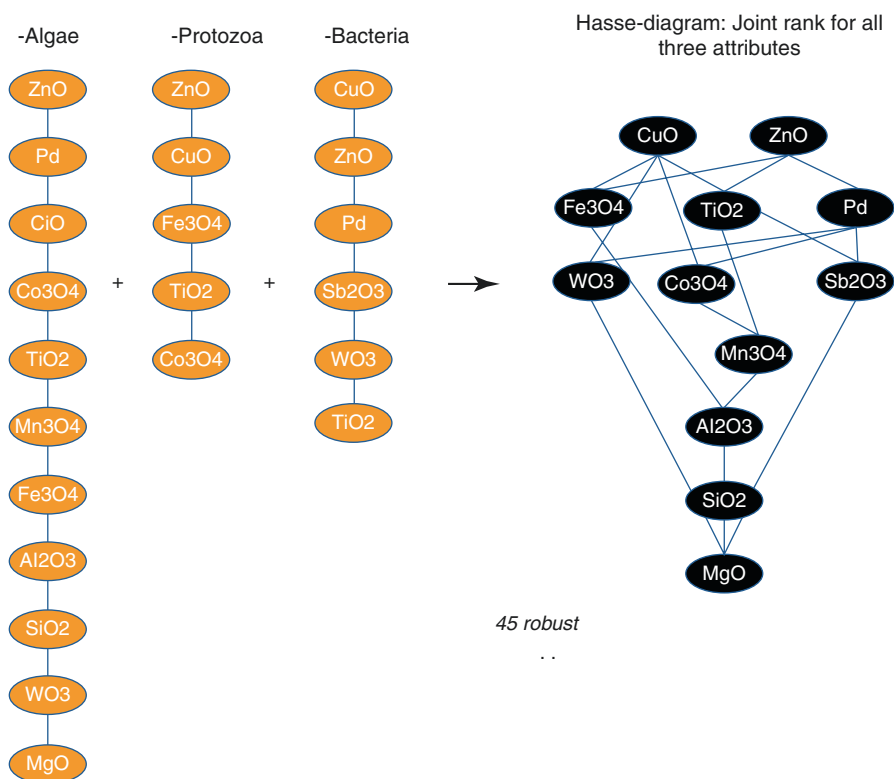 -Algae
-Protozoa
-Bacteria
Hasse-diagram: Joint rank for all
three attributes
ZnO
Pd
CiO
Co3O4
TiO2
Mn3O4
Fe3O4
Al2O3
SiO2
WO3
MgO
+
ZnO
CuO
Fe3O4
TiO2
Co3O4
+
CuO
ZnO
Pd
Sb2O3
WO3
TiO2
CuO
ZnO
Fe3O4
TiO2
Pd
WO3
Co3O4
Sb2O3
Mn3O4
Al2O3
SiO2
MgO
45 robust
. .